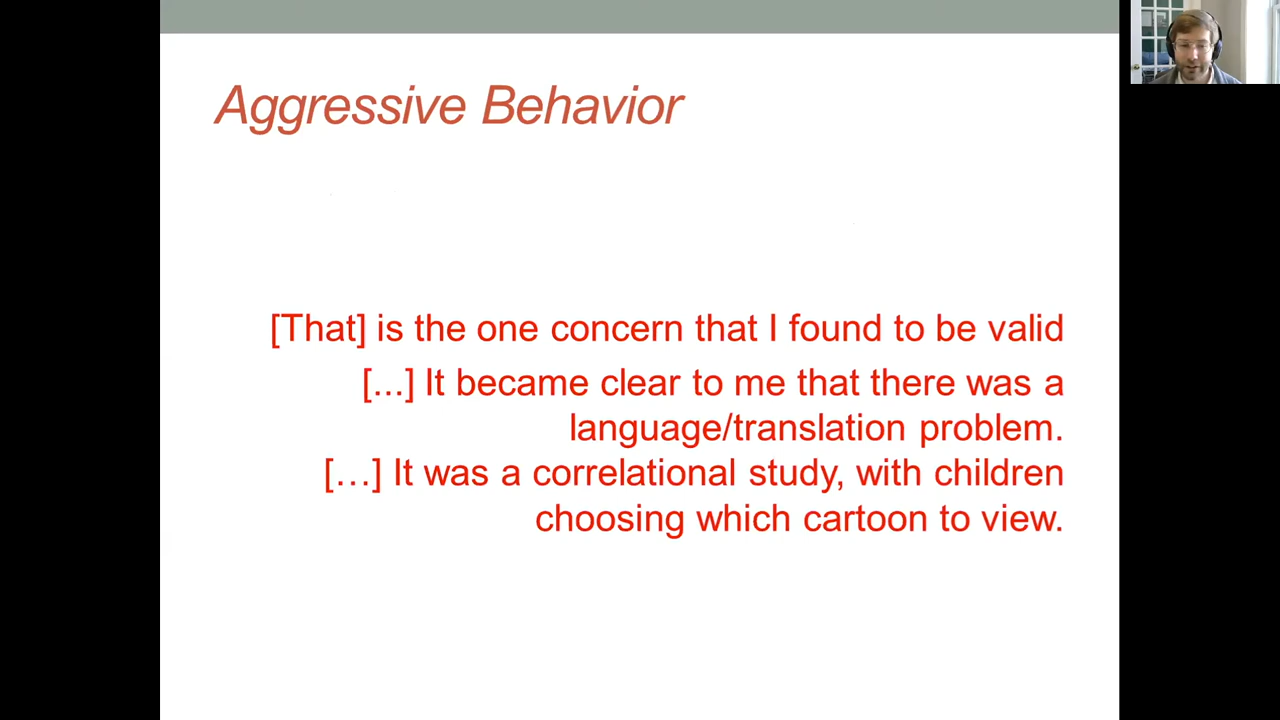 Aggressive Behavior
[That] is the one concern that I found to be valid
[...] It became clear to me that there was a
language/translation problem.
[…] It was a correlational study, with children
choosing which cartoon to view.